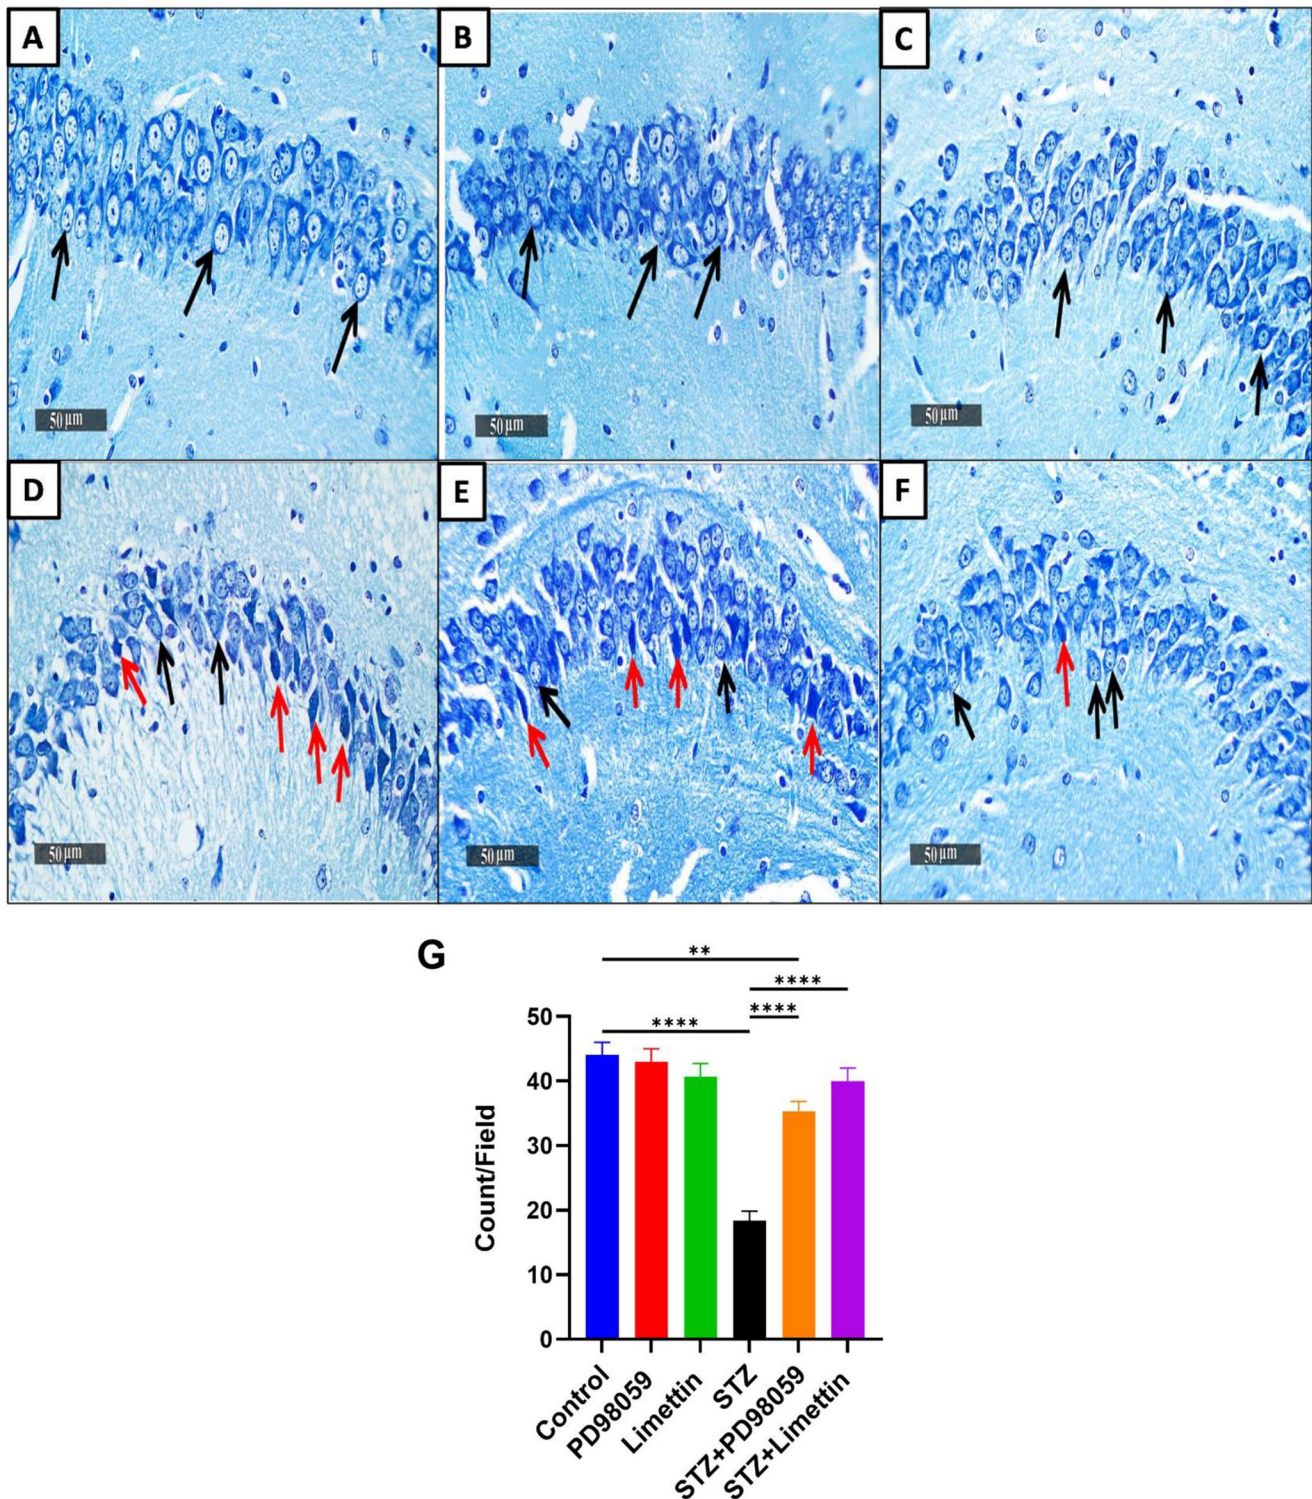 A
B
C
50 μm
50 μm
50 μm
D
E
F
50 μm
50 μm
50 μm
G
**
****
****
****
50
40
30
20
10
0
Count/Field
Control
PD98059
Limettin
STZ
STZ+PD98059
STZ+Limettin